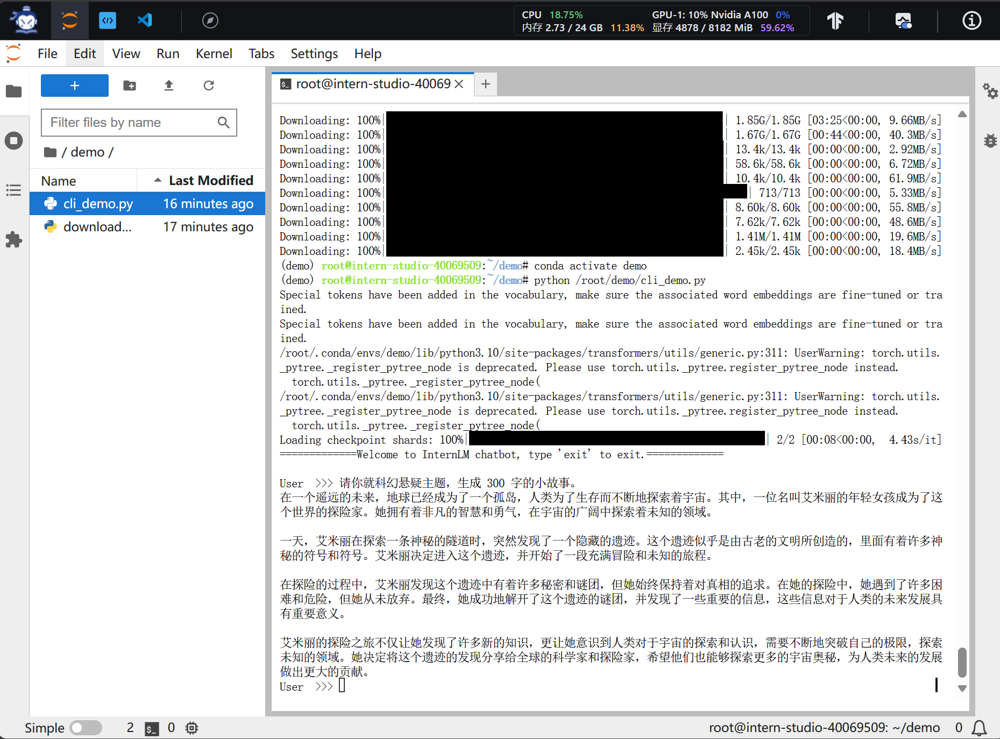 CPU 18.75% GPU-1: 10% Nvidia A100 0%
内存 2.73 / 24 GB 11.38% 显存 4878 / 8182 MiB 59.62%
File Edit View Run Kernel Tabs Settings Help
Filter files by name
/ demo /
Name Last Modified
cli_demo.py 16 minutes ago
download... 17 minutes ago
root@intern-studio-40069
Downloading: 100%| | 1.85G/1.85G [03:25<00:00, 9.66MB/s]
Downloading: 100%| | 1.67G/1.67G [00:44<00:00, 40.3MB/s]
Downloading: 100%| | 13.4k/13.4k [00:00<00:00, 2.92MB/s]
Downloading: 100%| | 58.6k/58.6k [00:00<00:00, 6.72MB/s]
Downloading: 100%| | 10.4k/10.4k [00:00<00:00, 61.9MB/s]
Downloading: 100%| | 713/713 [00:00<00:00, 5.33MB/s]
Downloading: 100%| | 8.60k/8.60k [00:00<00:00, 55.8MB/s]
Downloading: 100%| | 7.62k/7.62k [00:00<00:00, 48.6MB/s]
Downloading: 100%| | 1.41M/1.41M [00:00<00:00, 19.6MB/s]
Downloading: 100%| | 2.45k/2.45k [00:00<00:00, 18.4MB/s]
(demo) root@intern-studio-40069509:~/demo# conda activate demo
(demo) root@intern-studio-40069509:~/demo# python /root/demo/cli_demo.py
Special tokens have been added in the vocabulary, make sure the associated word embeddings are fine-tuned or tra
ined.
Special tokens have been added in the vocabulary, make sure the associated word embeddings are fine-tuned or tra
ined.
/root/.conda/envs/demo/lib/python3.10/site-packages/transformers/utils/generic.py:311: UserWarning: torch.utils.
_pytree._register_pytree_node is deprecated. Please use torch.utils._pytree.register_pytree_node instead.
torch.utils._pytree._register_pytree_node(
/root/.conda/envs/demo/lib/python3.10/site-packages/transformers/utils/generic.py:311: UserWarning: torch.utils.
_pytree._register_pytree_node is deprecated. Please use torch.utils._pytree.register_pytree_node instead.
torch.utils._pytree._register_pytree_node(
Loading checkpoint shards: 100%| | 2/2 [00:08<00:00, 4.43s/it]
=============Welcome to InternLM chatbot, type 'exit' to exit.=============
User >>> 请你就科幻悬疑主题，生成 300 字的小故事。
在一个遥远的未来，地球已经成为了一个孤岛，人类为了生存而不断地探索着宇宙。其中，一位名叫艾米丽的年轻女孩成为了这
个世界的探险家。她拥有着非凡的智慧和勇气，在宇宙的广阔中探索着未知的领域。
一天，艾米丽在探索一条神秘的隧道时，突然发现了一个隐藏的遗迹。这个遗迹似乎是由古老的文明所创造的，里面有着许多神
秘的符号和符号。艾米丽决定进入这个遗迹，并开始了一段充满冒险和未知的旅程。
在探险的过程中，艾米丽发现这个遗迹中有着许多秘密和谜团，但她始终保持着对真相的追求。在她的探险中，她遇到了许多困
难和危险，但她从未放弃。最终，她成功地解开了这个遗迹的谜团，并发现了一些重要的信息，这些信息对于人类的未来发展具
有重要意义。
艾米丽的探险之旅不仅让她发现了许多新的知识，更让她意识到人类对于宇宙的探索和认识，需要不断地突破自己的极限，探索
未知的领域。她决定将这个遗迹的发现分享给全球的科学家和探险家，希望他们也能够探索更多的宇宙奥秘，为人类未来的发展
做出更大的贡献。
User >>>
Simple 2 0 root@intern-studio-40069509: ~/demo 0